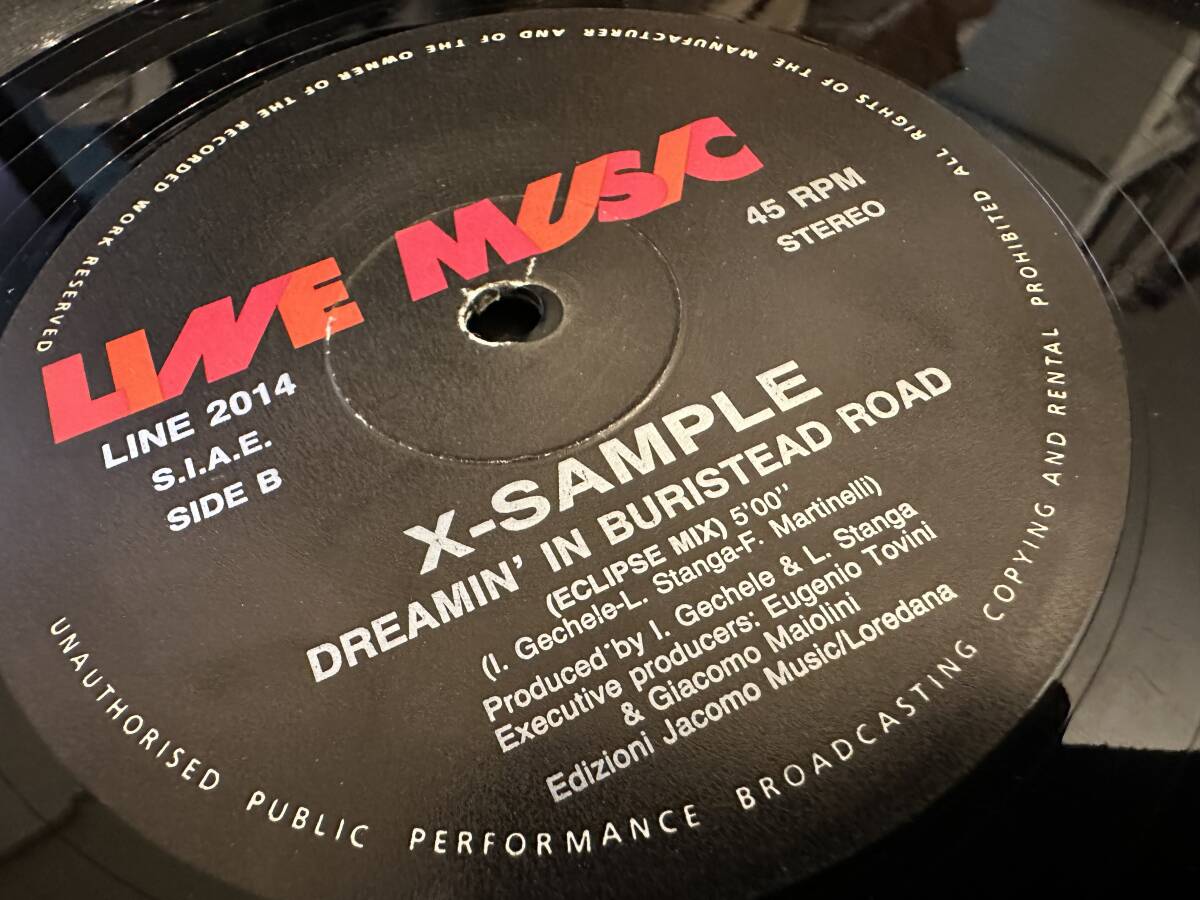 LIVE MUSIC
45 RPM
STEREO
LINE 2014
S.I.A.E.
SIDE B
X-SAMPLE
DREAMIN' IN BURISTEAD ROAD
(ECLIPSE MIX) 5'00"
(I. Gechele-L. Stanga-F. Martinelli)
Produced by I. Gechele & L. Stanga
Executive producers: Eugenio Tovini
& Giacomo Maiolini
Edizioni Jacomo Music/Loredana
ALL RIGHTS OF THE MANUFACTURER AND OF THE OWNER OF THE RECORDED WORK RESERVED
UNAUTHORISED PUBLIC PERFORMANCE BROADCASTING COPYING AND RENTAL PROHIBITED